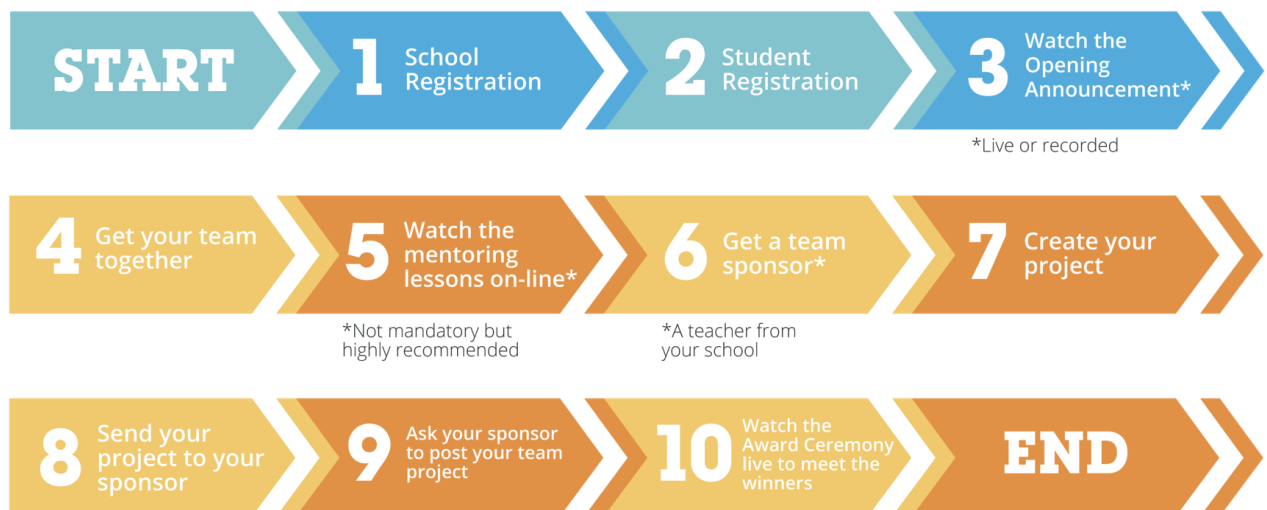 START
1
School
Registration
2
Student
Registration
3
Watch the
Opening
Announcement*
*Live or recorded
4
Get your team
together
5
Watch the
mentoring
lessons on-line*
*Not mandatory but
highly recommended
6
Get a team
sponsor*
*A teacher from
your school
7
Create your
project
8
Send your
project to your
sponsor
9
Ask your sponsor
to post your team
project
10
Watch the
Award Ceremony
live to meet the
winners
END